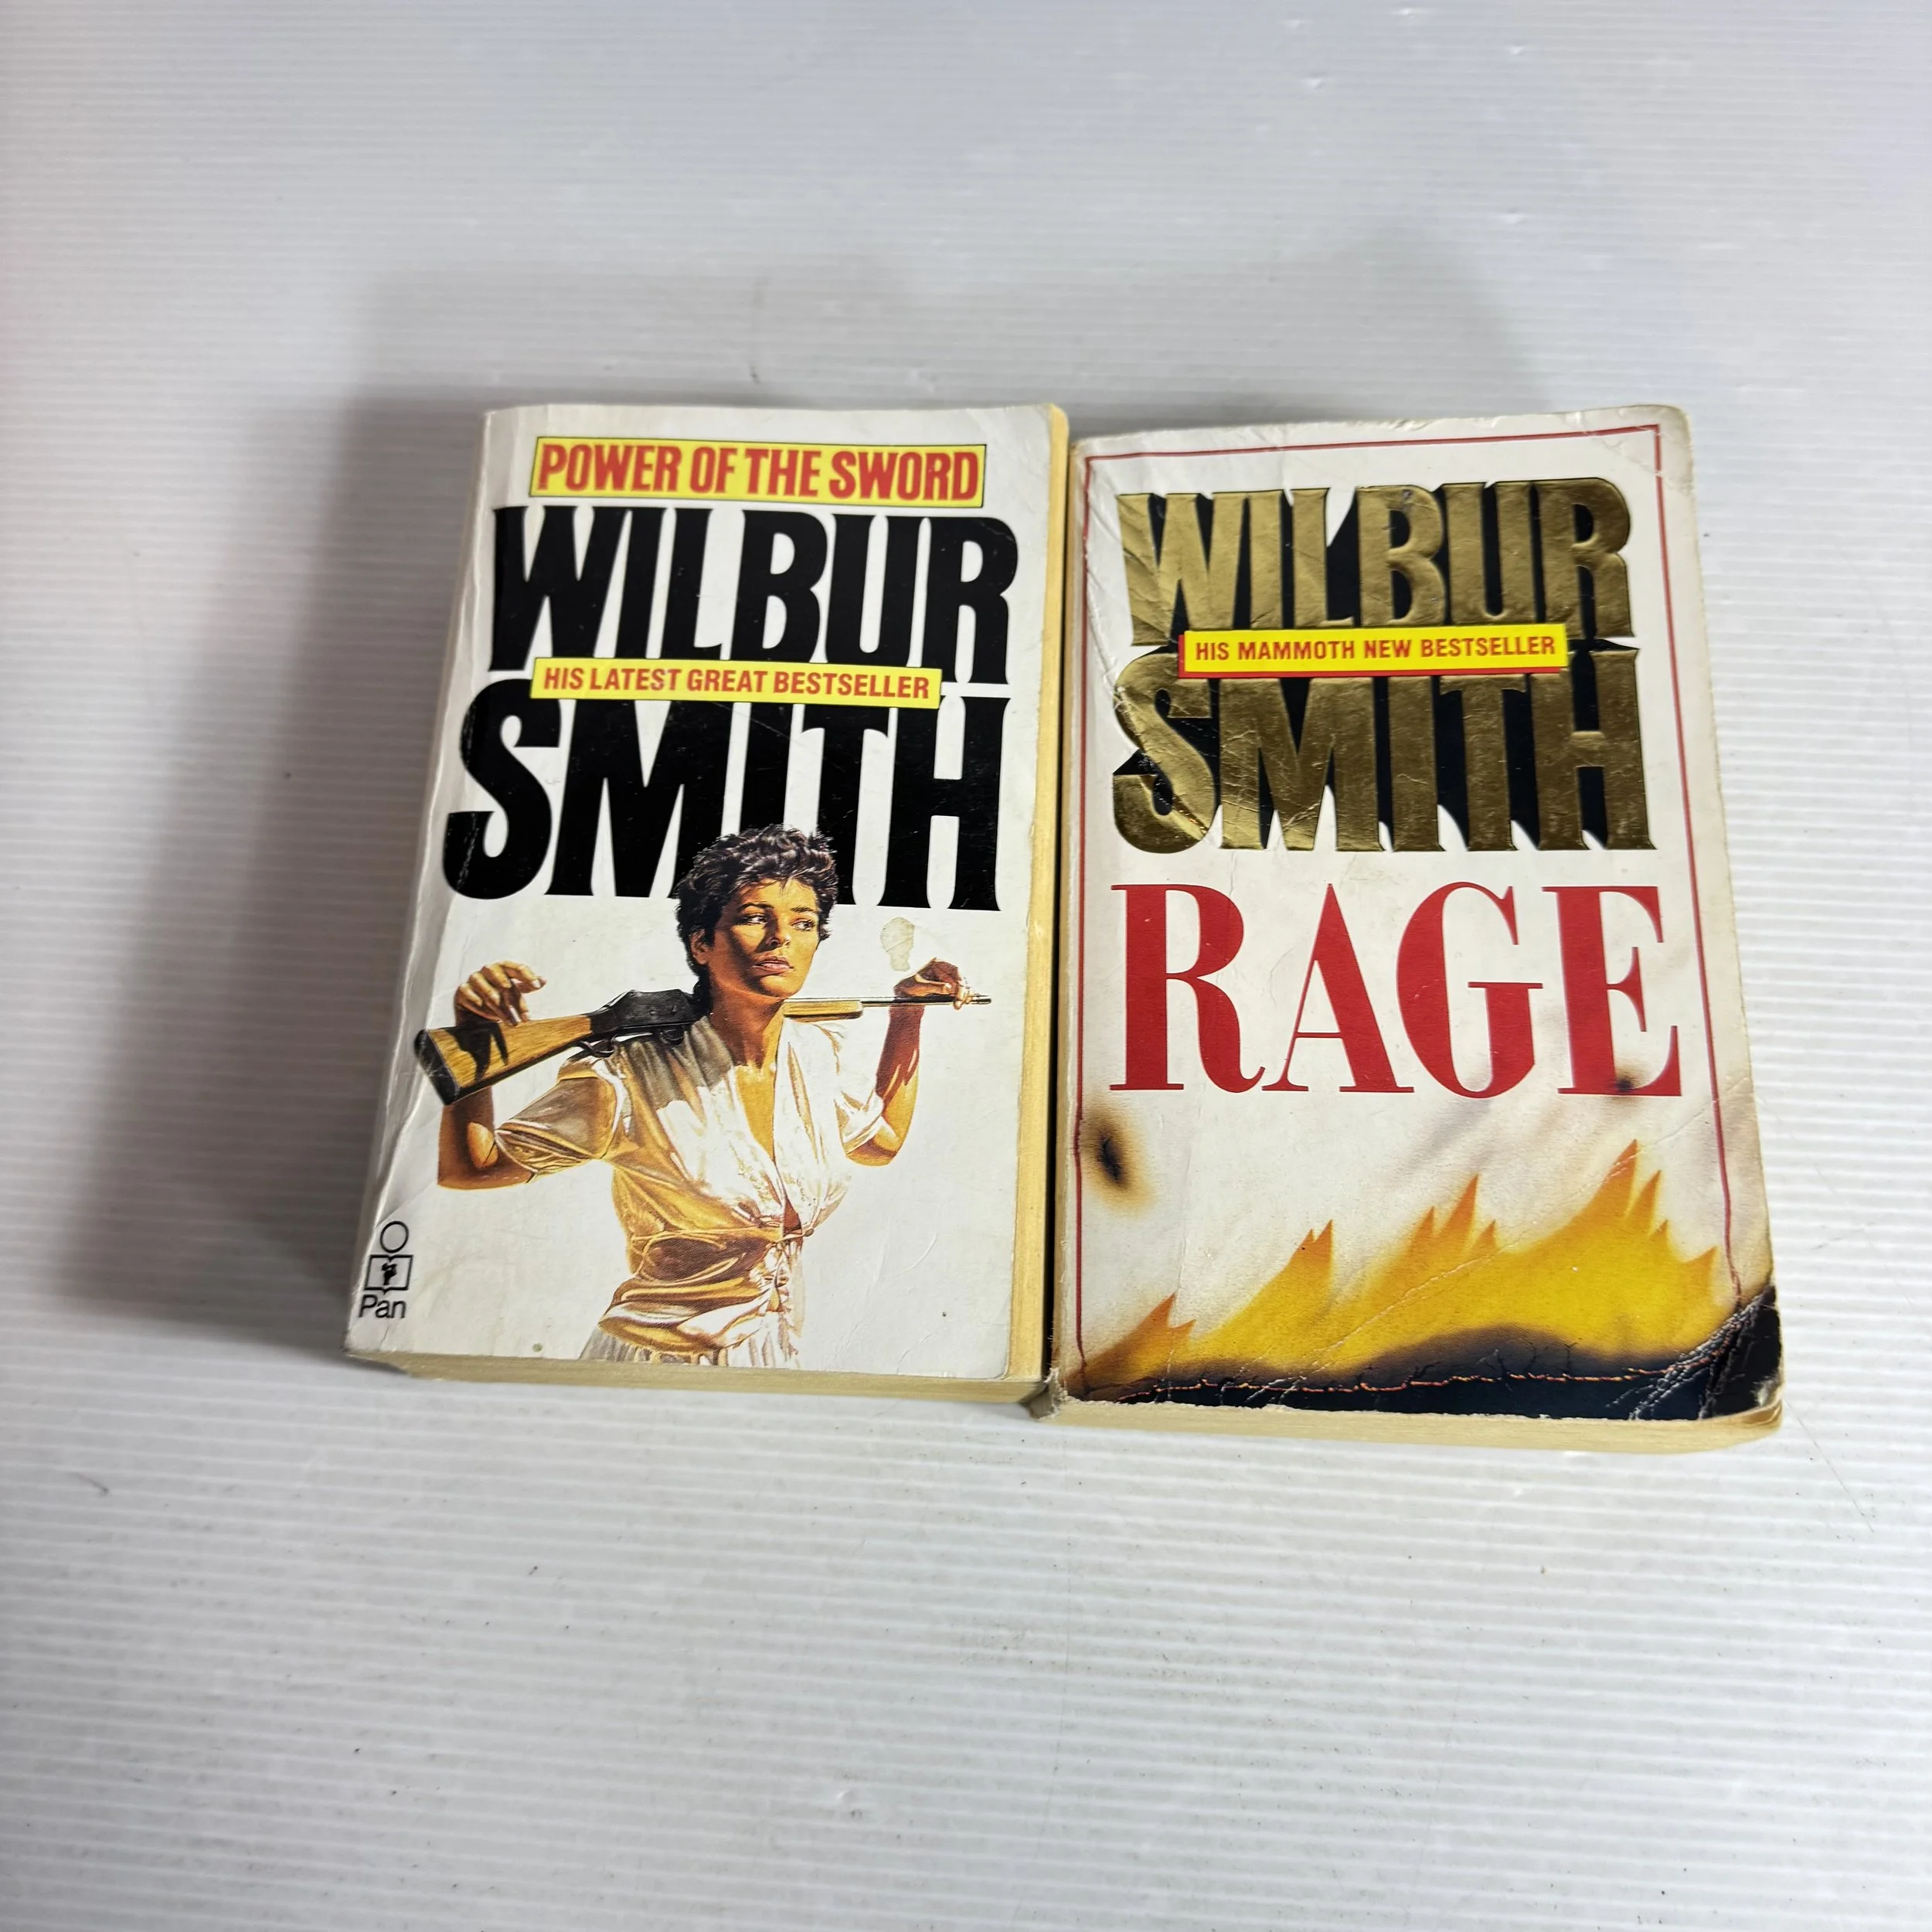 POWER OF THE SWORD
WILBUR
HIS LATEST GREAT BESTSELLER
SMITH
Pan
WILBUR
HIS MAMMOTH NEW BESTSELLER
SMITH
RAGE